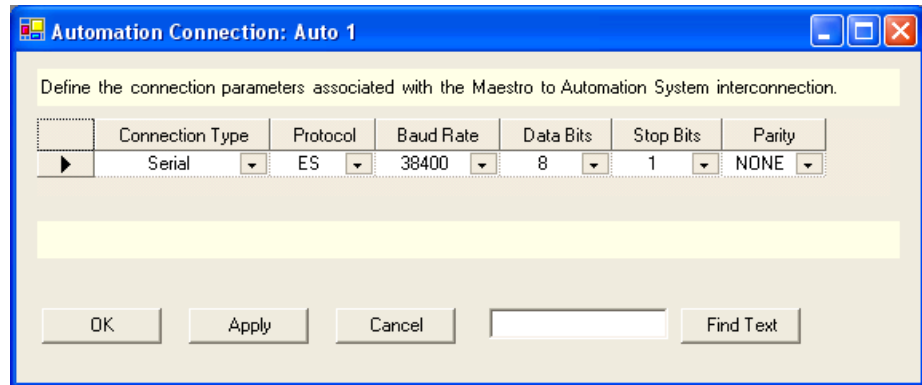 Automation Connection: Auto 1
Define the connection parameters associated with the Maestro to Automation System interconnection.
Connection Type Protocol Baud Rate Data Bits Stop Bits Parity
Serial ES 38400 8 1 NONE
OK Apply Cancel Find Text